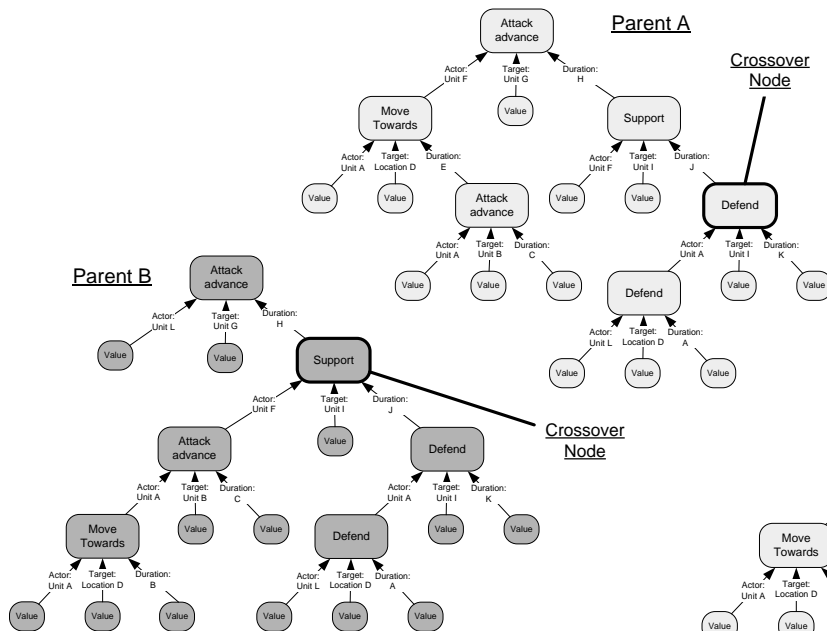 Parent A
Attack
advance
Crossover
Node
Actor:
Unit F
Target:
Unit G
Duration:
H
Move
Towards
Value
Support
Actor:
Unit A
Target:
Location D
Duration:
E
Actor:
Unit F
Target:
Unit I
Duration:
J
Value
Value
Attack
advance
Value
Value
Defend
Actor:
Unit A
Target:
Unit B
Duration:
C
Actor:
Unit A
Target:
Unit I
Duration:
K
Value
Value
Value
Defend
Value
Value
Actor:
Unit L
Target:
Location D
Duration:
A
Value
Value
Value
Parent B
Attack
advance
Actor:
Unit L
Target:
Unit G
Duration:
H
Value
Value
Support
Crossover
Node
Actor:
Unit F
Target:
Unit I
Duration:
J
Attack
advance
Value
Defend
Actor:
Unit A
Target:
Unit B
Duration:
C
Actor:
Unit A
Target:
Unit I
Duration:
K
Move
Towards
Value
Value
Defend
Value
Value
Actor:
Unit A
Target:
Location D
Duration:
B
Actor:
Unit L
Target:
Location D
Duration:
A
Value
Value
Value
Value
Value
Value
Move
Towards
Actor:
Unit A
Target:
Location D
Value
Value